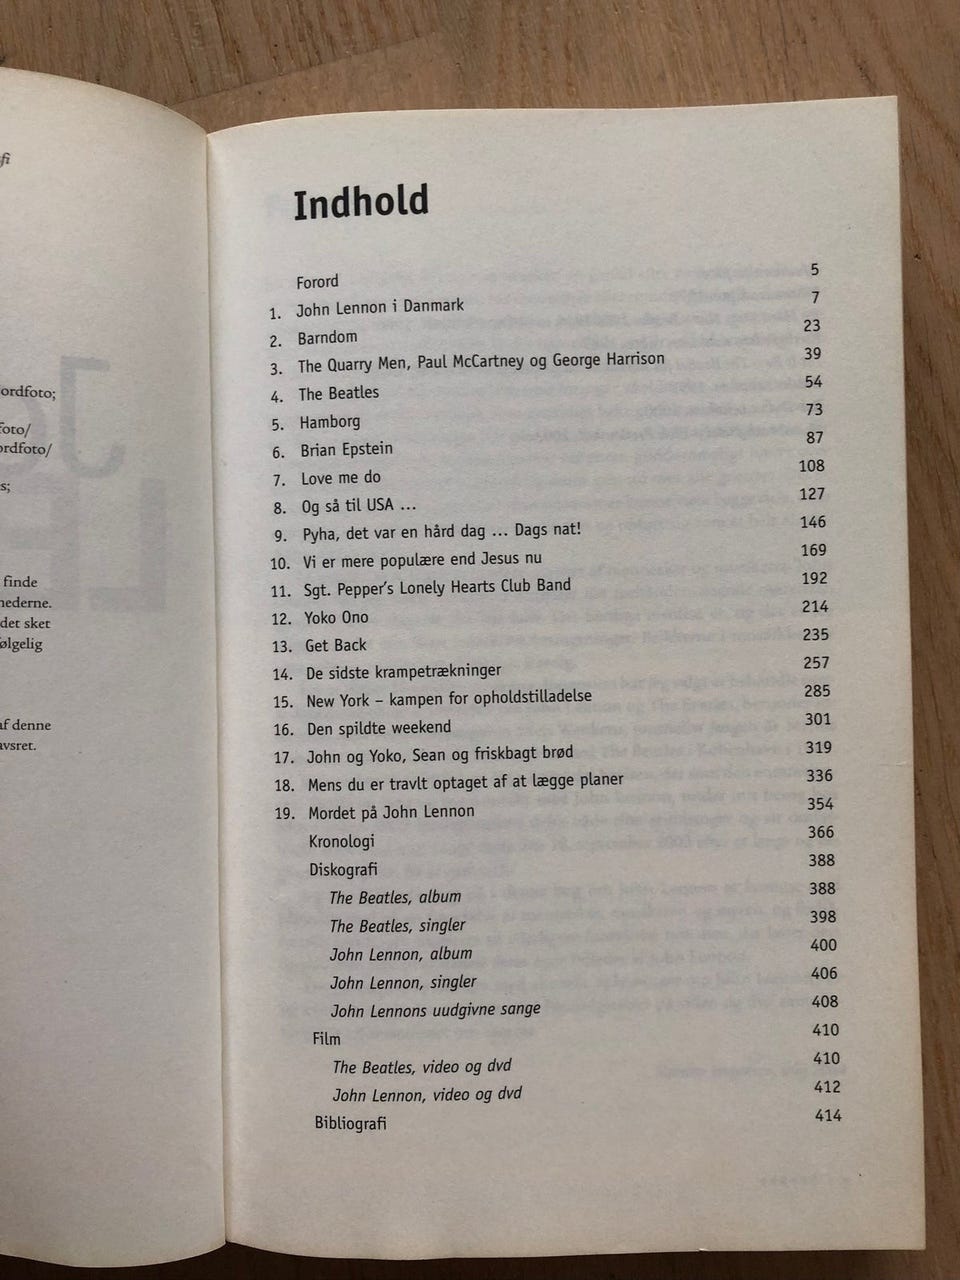 fi
ordfoto;
foto/
ordfoto/
s;
finde
hederne.
det sket
ølgelig
af denne
avsret.
Indhold
Forord 5
1. John Lennon i Danmark 7
2. Barndom 23
3. The Quarry Men, Paul McCartney og George Harrison 39
4. The Beatles 54
5. Hamborg 73
6. Brian Epstein 87
7. Love me do 108
8. Og så til USA ... 127
9. Pyha, det var en hård dag ... Dags nat! 146
10. Vi er mere populære end Jesus nu 169
11. Sgt. Pepper's Lonely Hearts Club Band 192
12. Yoko Ono 214
13. Get Back 235
14. De sidste krampetrækninger 257
15. New York – kampen for opholdstilladelse 285
16. Den spildte weekend 301
17. John og Yoko, Sean og friskbagt brød 319
18. Mens du er travlt optaget af at lægge planer 336
19. Mordet på John Lennon 354
Kronologi 366
Diskografi 388
The Beatles, album 388
The Beatles, singler 398
John Lennon, album 400
John Lennon, singler 406
John Lennons uudgivne sange 408
Film 410
The Beatles, video og dvd 410
John Lennon, video og dvd 412
Bibliografi 414